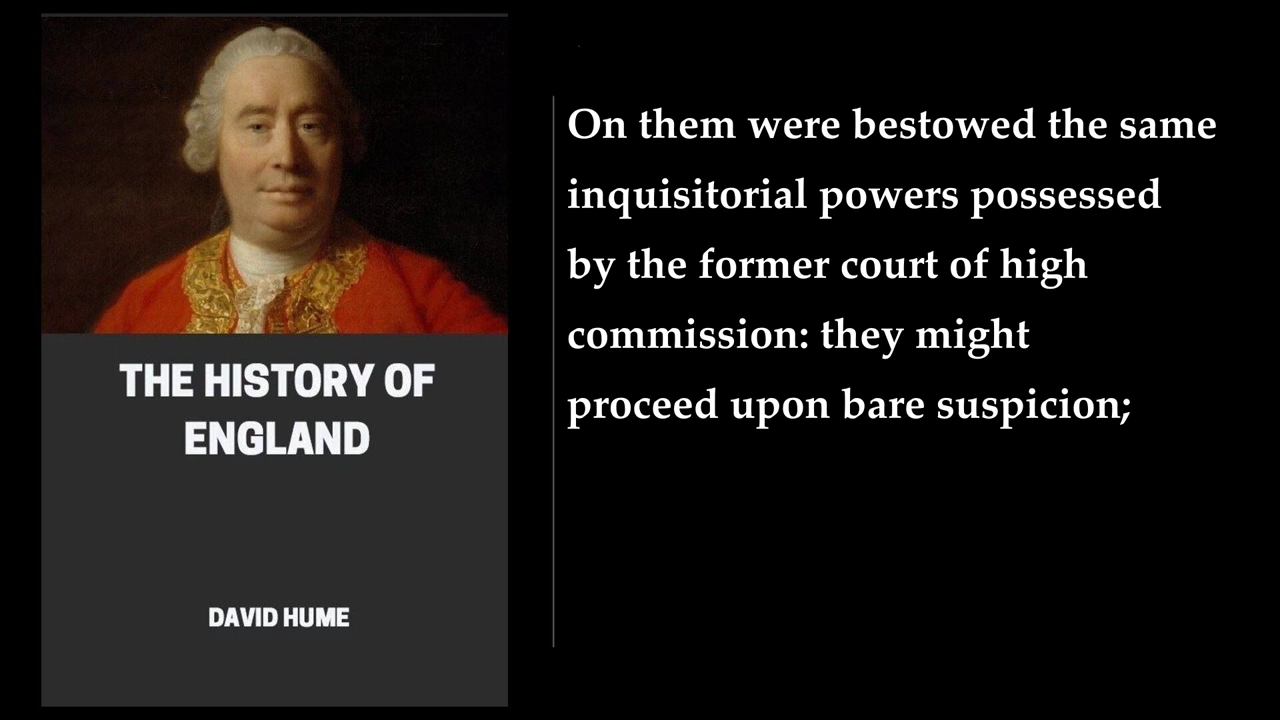 THE HISTORY OF
ENGLAND
DAVID HUME
On them were bestowed the same
inquisitorial powers possessed
by the former court of high
commission: they might
proceed upon bare suspicion;